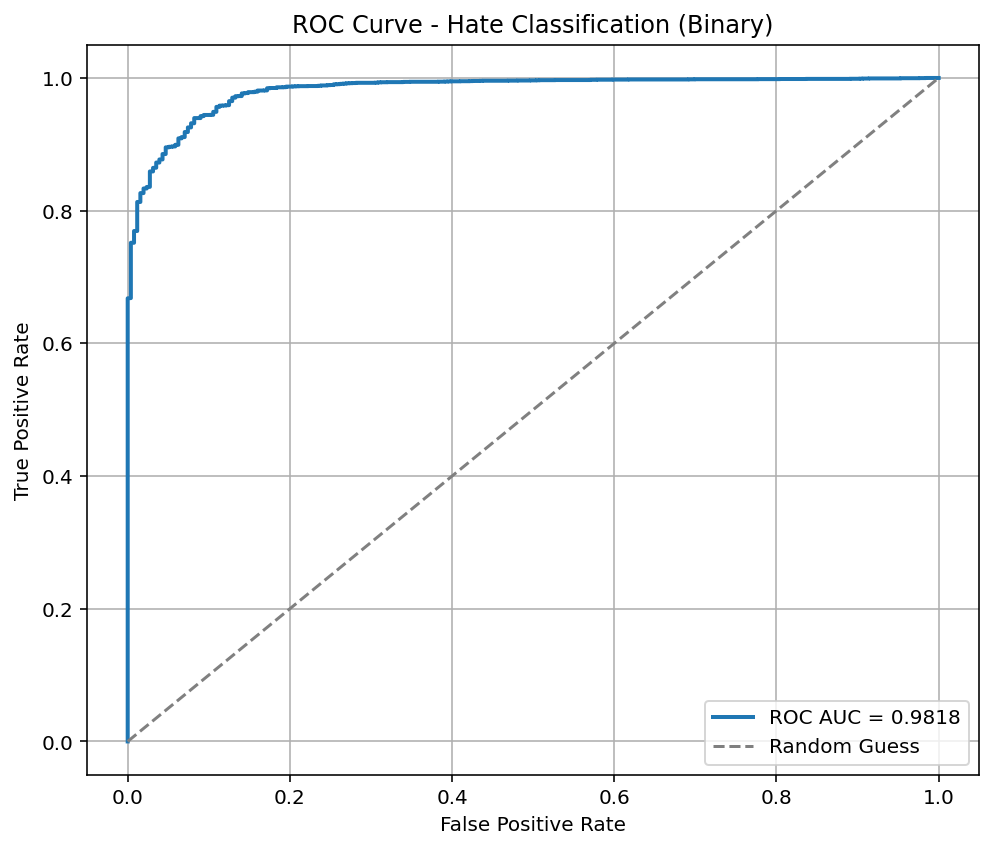 ROC Curve - Hate Classification (Binary)
True Positive Rate
1.0
0.8
0.6
0.4
0.2
0.0
ROC AUC = 0.9818
Random Guess
0.0 0.2 0.4 0.6 0.8 1.0
False Positive Rate